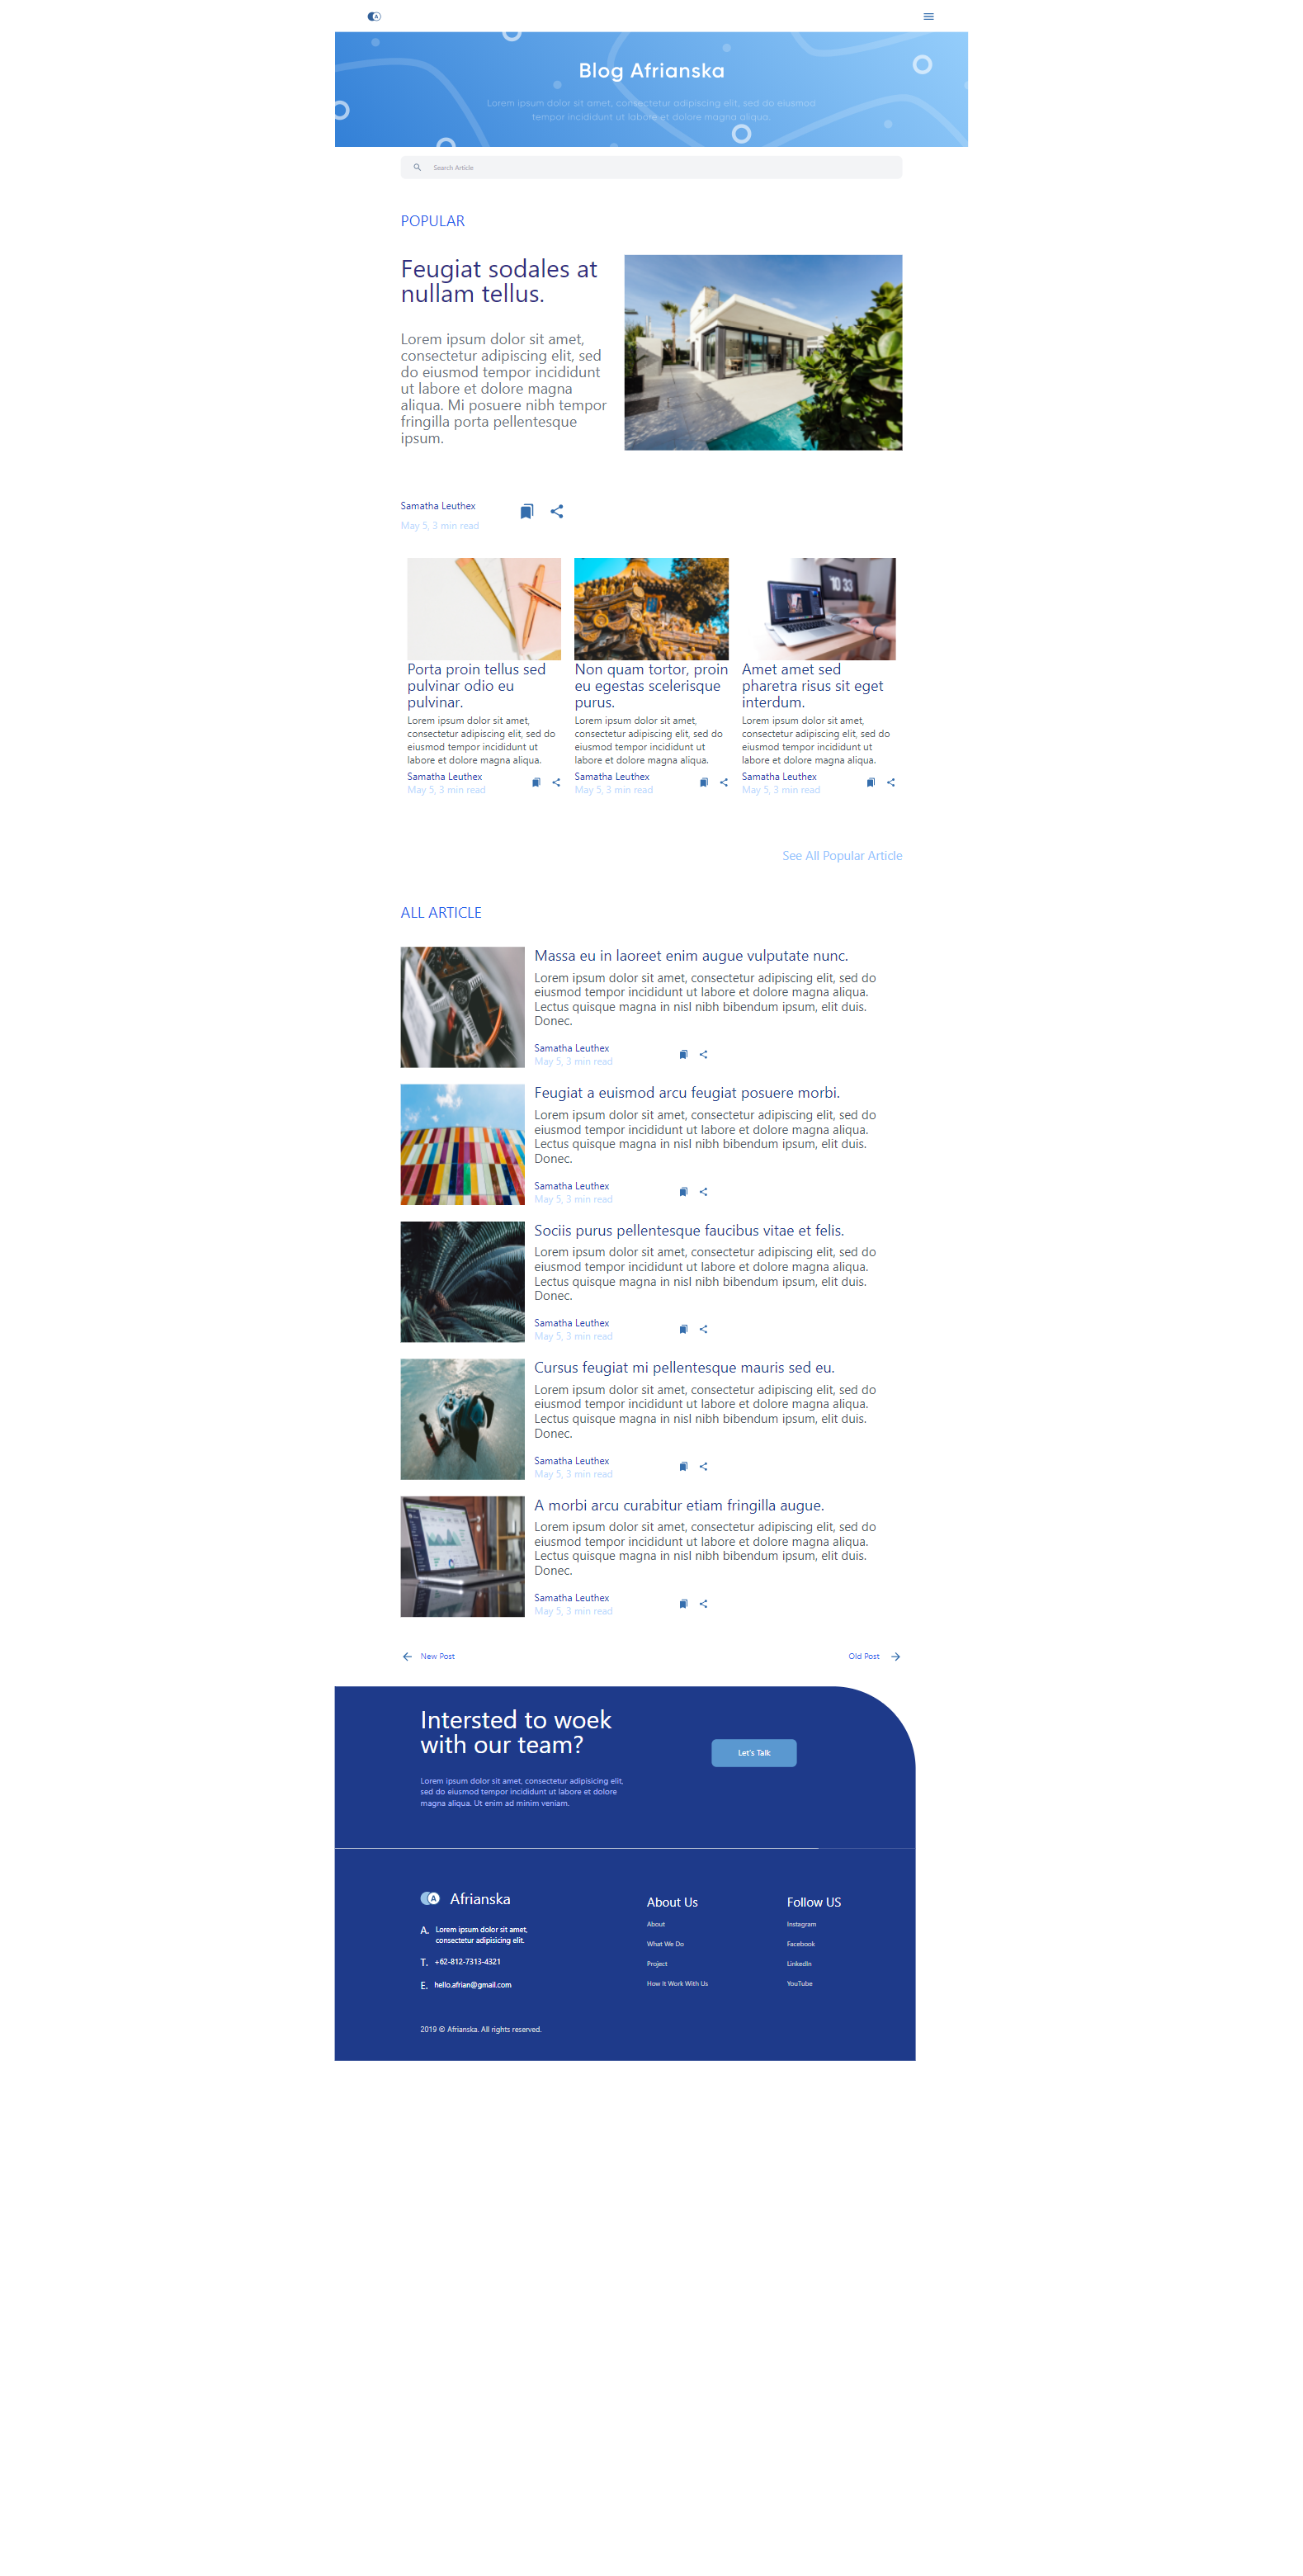 A
Blog Afrianska
Lorem ipsum dolor sit amet, consectetur adipiscing elit, sed do eiusmod
tempor incididunt ut labore et dolore magna aliqua
Search Article
POPULAR
Feugiat sodales at
nullam tellus.
Lorem ipsum dolor sit amet,
consectetur adipiscing elit, sed
do eiusmod tempor incididunt
ut labore et dolore magna
aliqua. Mi posuere nibh tempor
fringilla porta pellentesque
ipsum.
Samatha Leuthex
May 5, 3 min read
10 33
Porta proin tellus sed
pulvinar odio eu
pulvinar.
Lorem ipsum dolor sit amet,
consectetur adipiscing elit, sed do
eiusmod tempor incididunt ut
labore et dolore magna aliqua.
Samatha Leuthex
May 5, 3 min read
Non quam tortor, proin
eu egestas scelerisque
purus.
Lorem ipsum dolor sit amet,
consectetur adipiscing elit, sed do
eiusmod tempor incididunt ut
labore et dolore magna aliqua.
Samatha Leuthex
May 5, 3 min read
Amet amet sed
pharetra risus sit eget
interdum.
Lorem ipsum dolor sit amet,
consectetur adipiscing elit, sed do
eiusmod tempor incididunt ut
labore et dolore magna aliqua.
Samatha Leuthex
May 5, 3 min read
See All Popular Article
ALL ARTICLE
Massa eu in laoreet enim augue vulputate nunc.
Lorem ipsum dolor sit amet, consectetur adipiscing elit, sed do
eiusmod tempor incididunt ut labore et dolore magna aliqua.
Lectus quisque magna in nisl nibh bibendum ipsum, elit duis.
Donec.
Samatha Leuthex
May 5, 3 min read
Feugiat a euismod arcu feugiat posuere morbi.
Lorem ipsum dolor sit amet, consectetur adipiscing elit, sed do
eiusmod tempor incididunt ut labore et dolore magna aliqua.
Lectus quisque magna in nisl nibh bibendum ipsum, elit duis.
Donec.
Samatha Leuthex
May 5, 3 min read
Sociis purus pellentesque faucibus vitae et felis.
Lorem ipsum dolor sit amet, consectetur adipiscing elit, sed do
eiusmod tempor incididunt ut labore et dolore magna aliqua.
Lectus quisque magna in nisl nibh bibendum ipsum, elit duis.
Donec.
Samatha Leuthex
May 5, 3 min read
Cursus feugiat mi pellentesque mauris sed eu.
Lorem ipsum dolor sit amet, consectetur adipiscing elit, sed do
eiusmod tempor incididunt ut labore et dolore magna aliqua.
Lectus quisque magna in nisl nibh bibendum ipsum, elit duis.
Donec.
Samatha Leuthex
May 5, 3 min read
A morbi arcu curabitur etiam fringilla augue.
Lorem ipsum dolor sit amet, consectetur adipiscing elit, sed do
eiusmod tempor incididunt ut labore et dolore magna aliqua.
Lectus quisque magna in nisl nibh bibendum ipsum, elit duis.
Donec.
Samatha Leuthex
May 5, 3 min read
New Post
Old Post
Intersted to woek
with our team?
Lorem ipsum dolor sit amet, consectetur adipisicing elit,
sed do eiusmod tempor incididunt ut labore et dolore
magna aliqua. Ut enim ad minim veniam.
Let's Talk
A Afrianska
A. Lorem ipsum dolor sit amet,
consectetur adipisicing elit.
T. +62-812-7313-4321
E. hello.afrian@gmail.com
About Us
About
What We Do
Project
How It Work With Us
Follow US
Instagram
Facebook
LinkedIn
YouTube
2019 © Afrianska. All rights reserved.